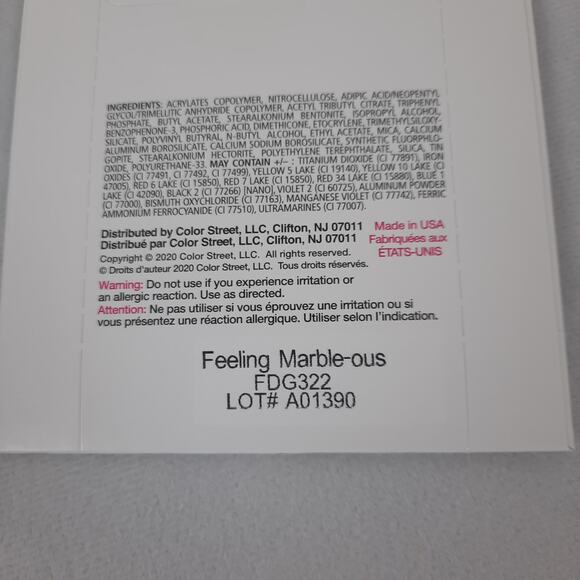 INGREDIENTS: ACRYLATES COPOLYMER, NITROCELLULOSE, ADIPIC ACID/NEOPENTYL
GLYCOL/TRIMELLITIC ANHYDRIDE COPOLYMER, ACETYL TRIBUTYL CITRATE, TRIPHENYL
PHOSPHATE, BUTYL ACETATE, STEARALKONIUM BENTONITE, ISOPROPYL ALCOHOL,
BENZOPHENONE-3, PHOSPHORIC ACID, DIMETHICONE, ETOCRYLENE, TRIMETHYLSILOXY-
SILICATE, POLYVINYL BUTYRAL, N-BUTYL ALCOHOL, ETHYL ACETATE, MICA, CALCIUM
ALUMINUM BOROSILICATE, CALCIUM SODIUM BOROSILICATE, SYNTHETIC FLUORPHLO-
GOPITE, STEARALKONIUM HECTORITE, POLYETHYLENE TEREPHTHALATE, SILICA, TIN
OXIDE, POLYURETHANE-33. MAY CONTAIN +/- : TITANIUM DIOXIDE (CI 77891), IRON
OXIDES (CI 77491, CI 77492, CI 77499), YELLOW 5 LAKE (CI 19140), YELLOW 10 LAKE (CI
47005), RED 6 LAKE (CI 15850), RED 7 LAKE (CI 15850), RED 34 LAKE (CI 15880), BLUE 1
LAKE (CI 42090), BLACK 2 (CI 77266) [NANO], VIOLET 2 (CI 60725), ALUMINUM POWDER
(CI 77000), BISMUTH OXYCHLORIDE (CI 77163), MANGANESE VIOLET (CI 77742), FERRIC
AMMONIUM FERROCYANIDE (CI 77510), ULTRAMARINES (CI 77007).
Distributed by Color Street, LLC, Clifton, NJ 07011 Made in USA
Distribué par Color Street, LLC, Clifton, NJ 07011 Fabriquées aux
Copyright © 2020 Color Street, LLC. All rights reserved. ÉTATS-UNIS
© Droits d'auteur 2020 Color Street, LLC. Tous droits réservés.
Warning: Do not use if you experience irritation or
an allergic reaction. Use as directed.
Attention: Ne pas utiliser si vous éprouvez une irritation ou si
vous présentez une réaction allergique. Utiliser selon l'indication.
Feeling Marble-ous
FDG322
LOT# A01390